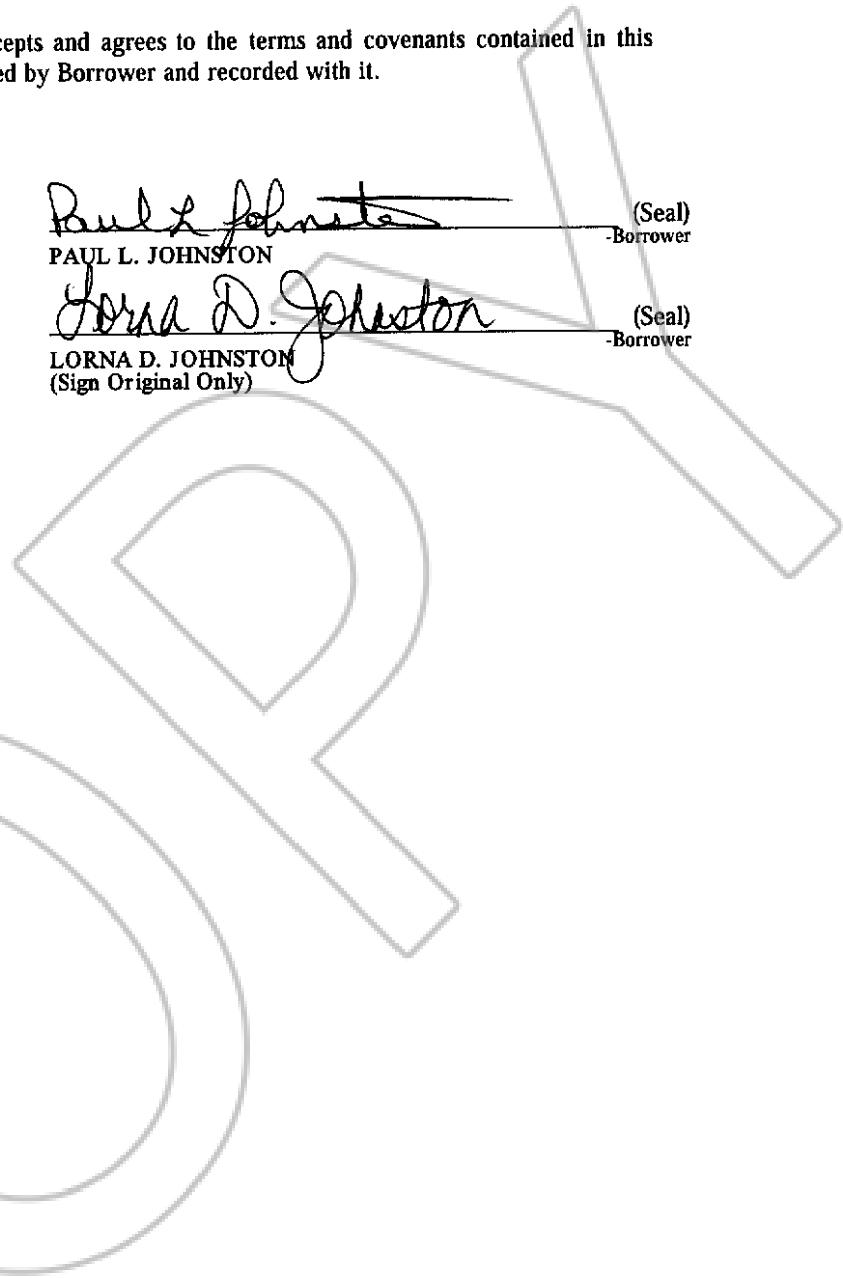 cepts and agrees to the terms and covenants contained in this
ed by Borrower and recorded with it.
Paul L Johnston (Seal)
-Borrower
PAUL L. JOHNSTON
Lorna D. Johnston (Seal)
-Borrower
LORNA D. JOHNSTON
(Sign Original Only)
OPY